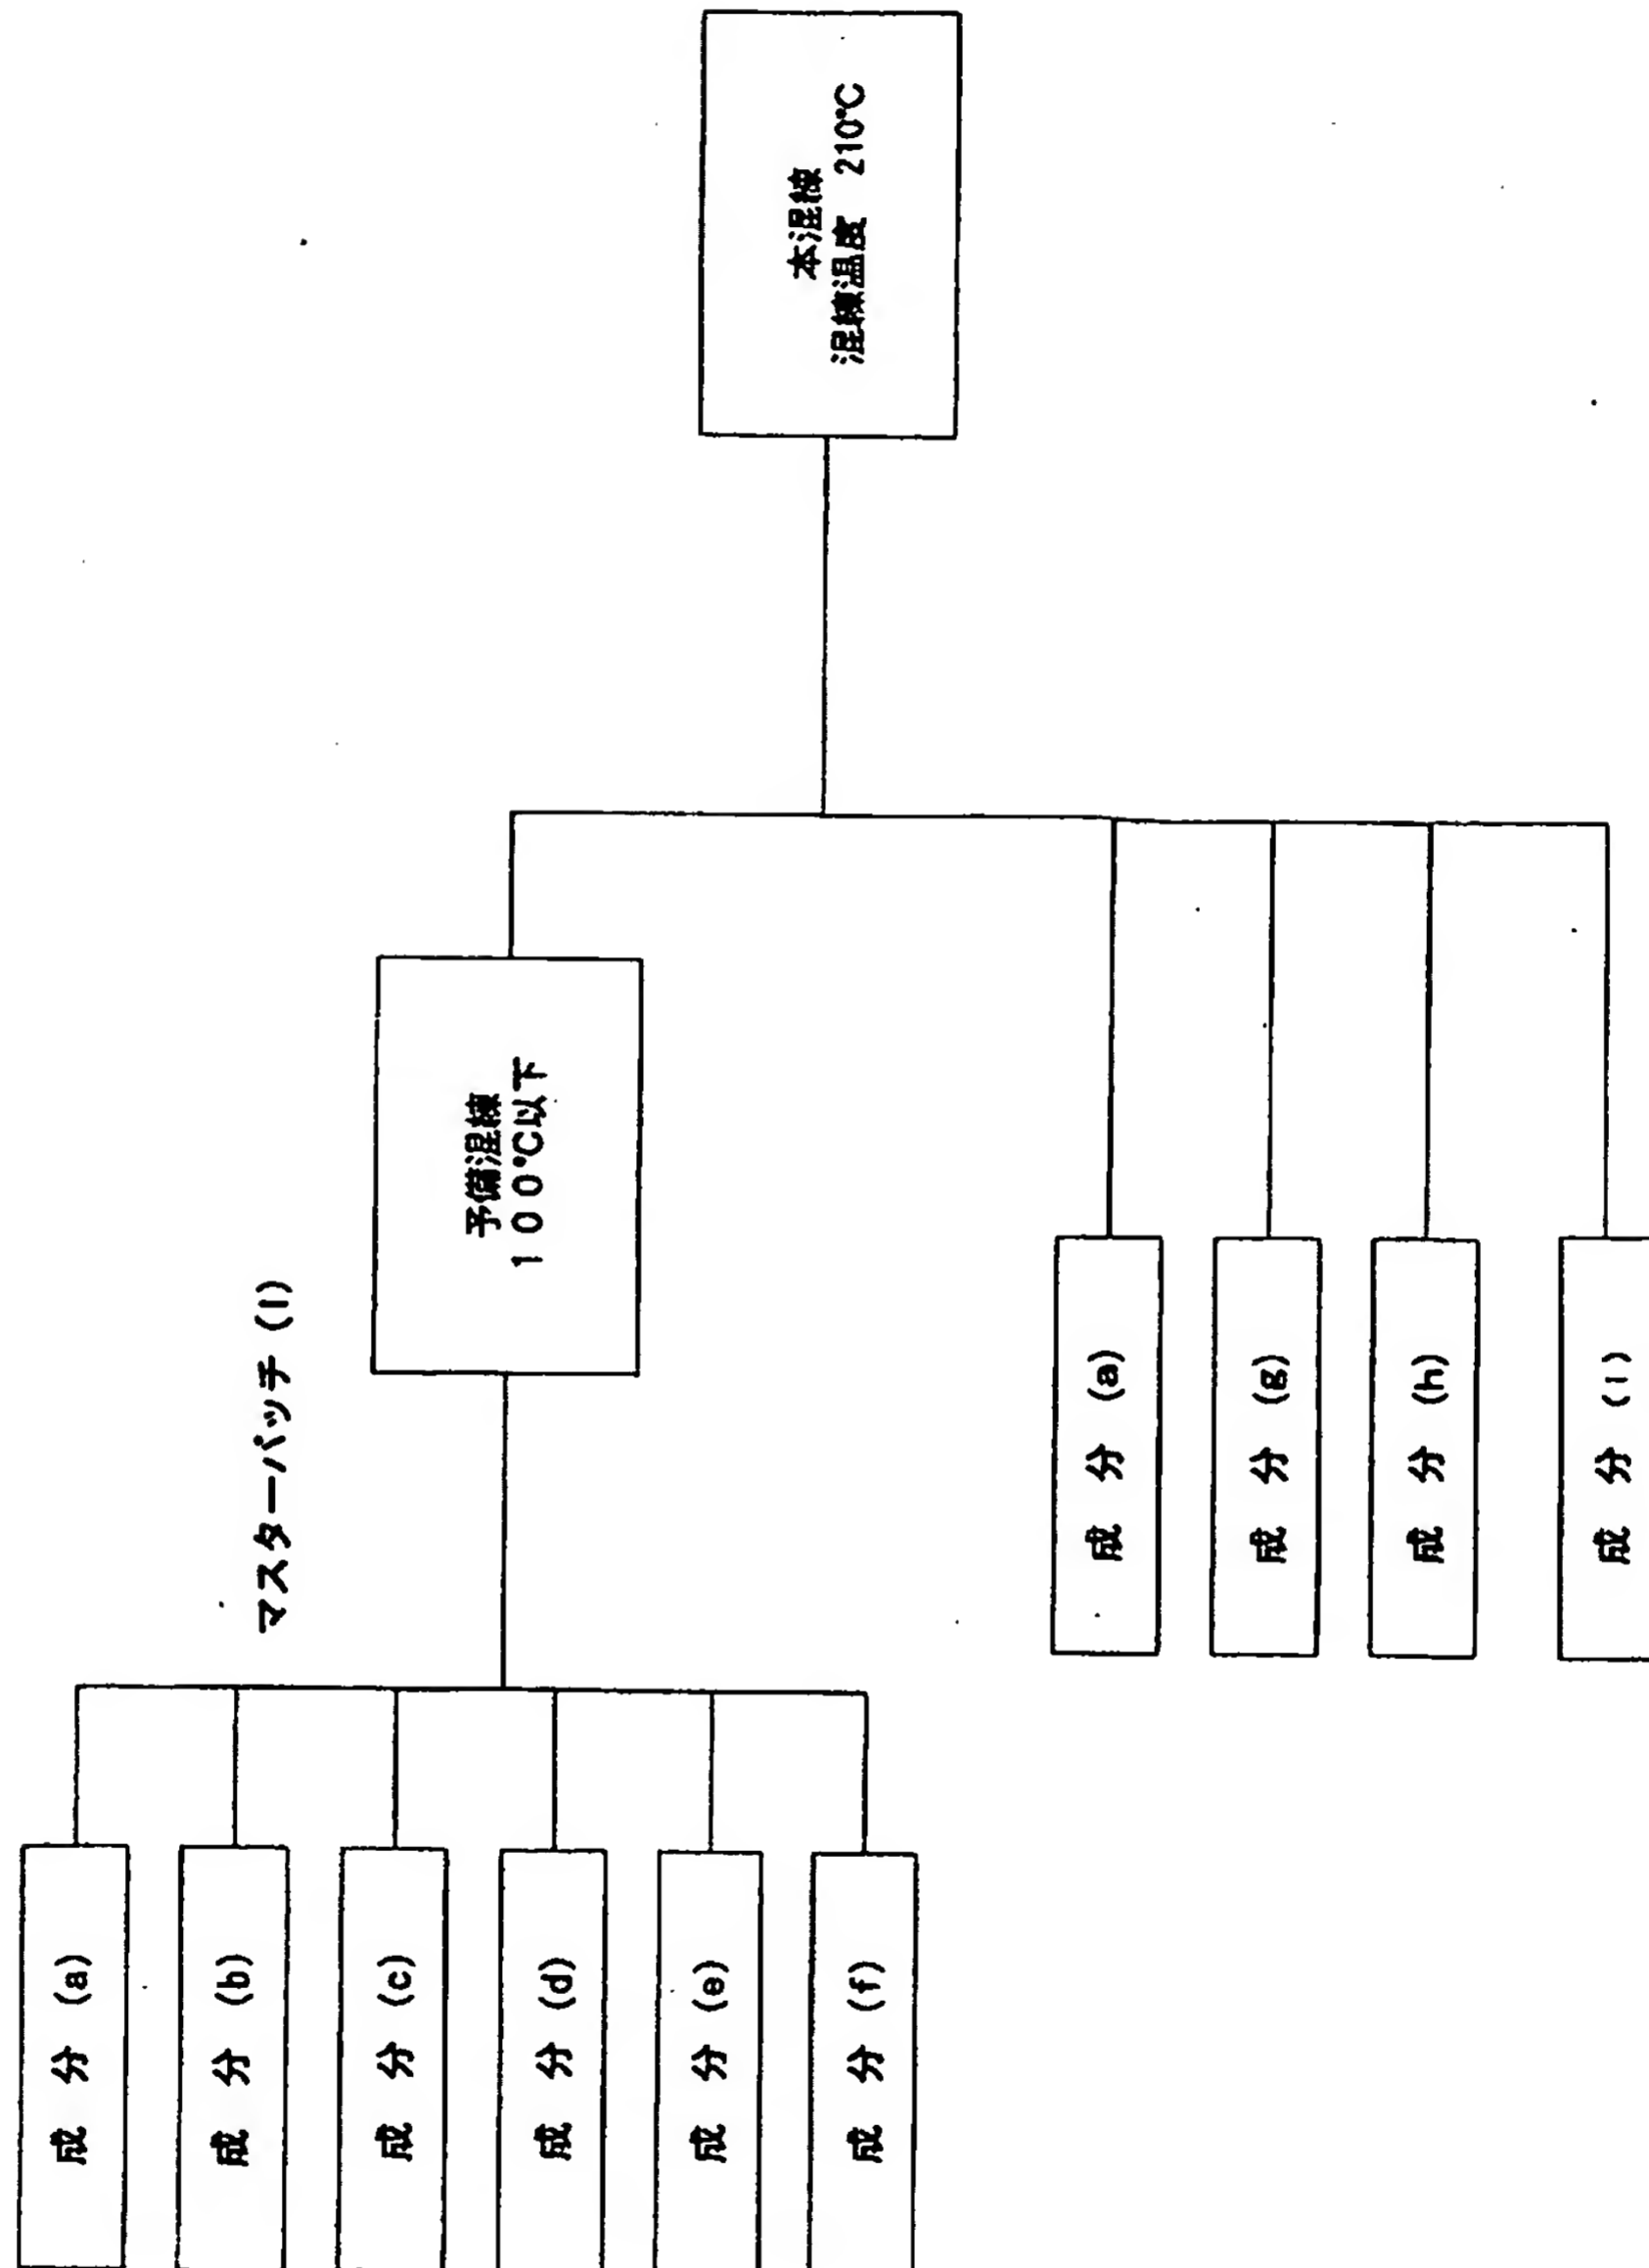 マスターバッチ (I)
成 分 (a)
成 分 (b)
成 分 (c)
成 分 (d)
成 分 (e)
成 分 (f)
予備混練
100℃以下
成 分 (a)
成 分 (g)
成 分 (h)
成 分 (i)
本混練
混練温度 210℃